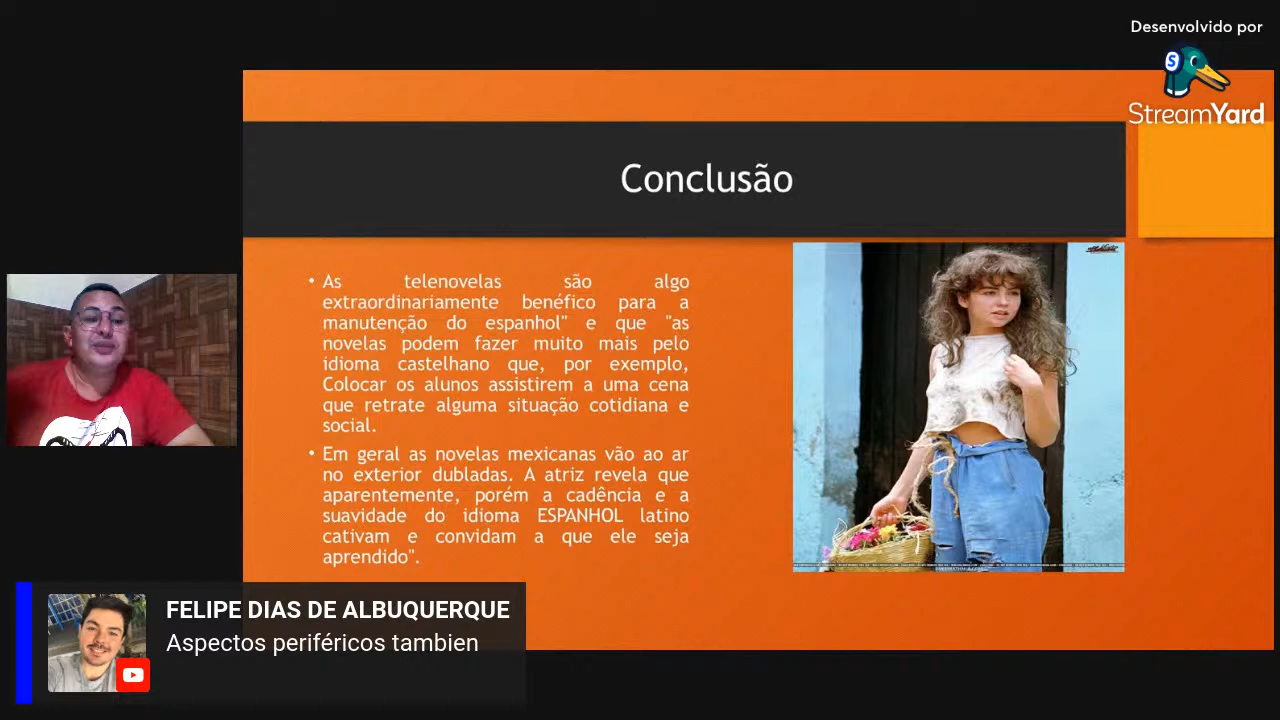 Desenvolvido por
StreamYard
Conclusão
• As telenovelas são algo
extraordinariamente benéfico para a
manutenção do espanhol" e que "as
novelas podem fazer muito mais pelo
idioma castelhano que, por exemplo,
Colocar os alunos assistirem a uma cena
que retrate alguma situação cotidiana e
social.
• Em geral as novelas mexicanas vão ao ar
no exterior dubladas. A atriz revela que
aparentemente, porém a cadência e a
suavidade do idioma ESPANHOL latino
cativam e convidam a que ele seja
aprendido".
FELIPE DIAS DE ALBUQUERQUE
Aspectos periféricos tambien